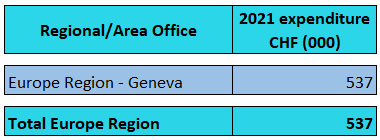 Regional/Area Office 2021 expenditure
CHF (000)
Europe Region - Geneva 537
Total Europe Region 537